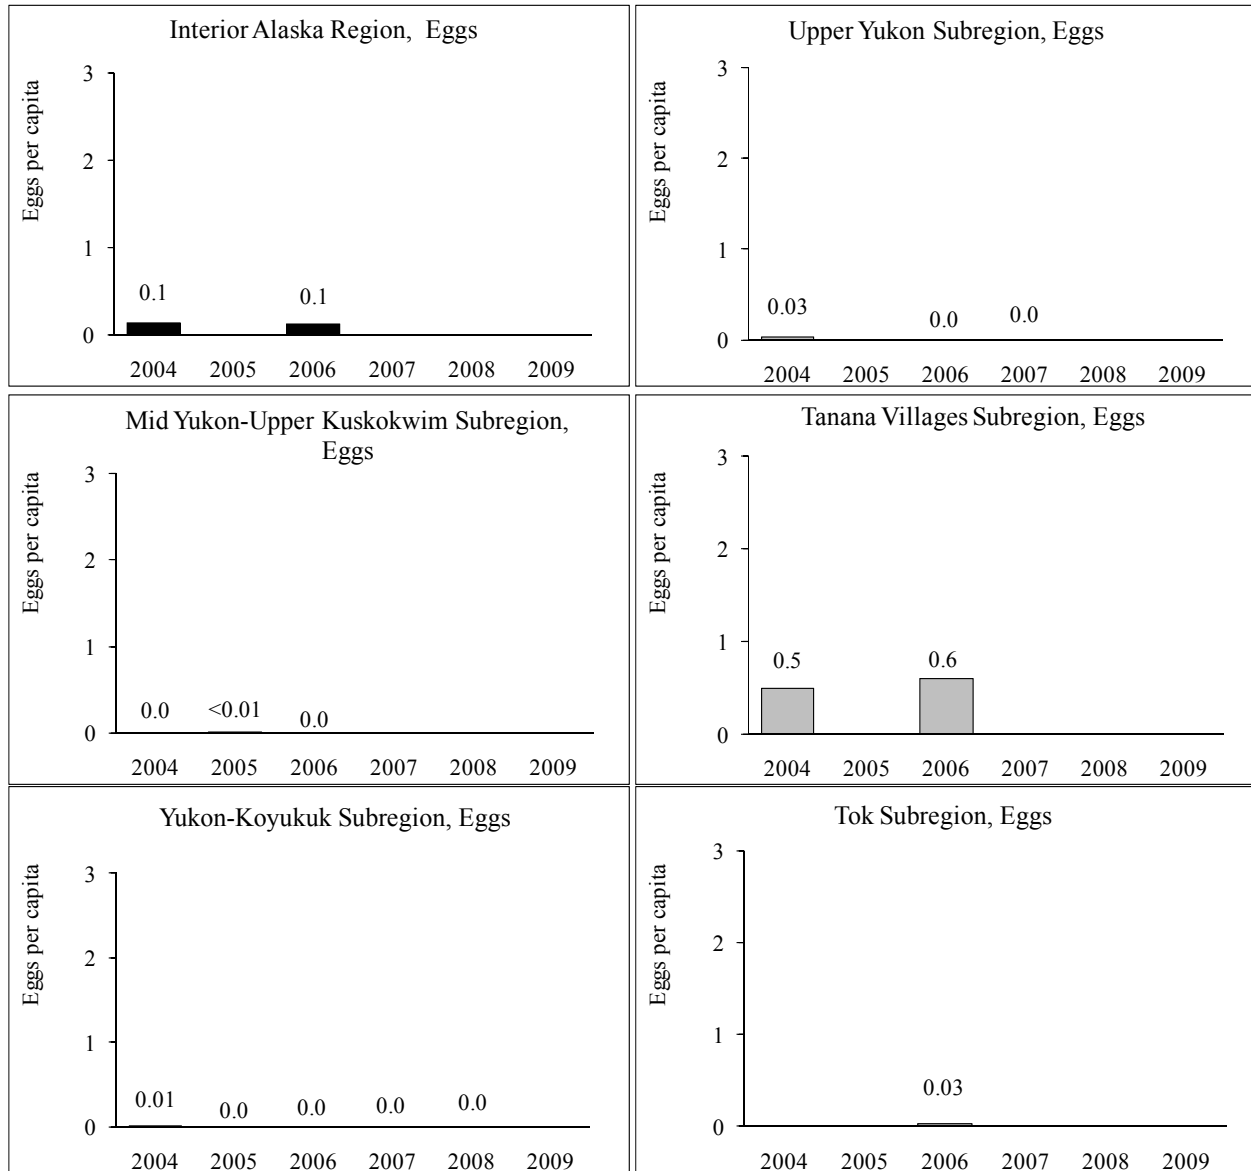 Interior Alaska Region, Eggs
Eggs per capita
3
2
1
0
0.1
0.1
2004 2005 2006 2007 2008 2009
Upper Yukon Subregion, Eggs
Eggs per capita
3
2
1
0
0.03
0.0
0.0
2004 2005 2006 2007 2008 2009
Mid Yukon-Upper Kuskokwim Subregion,
Eggs
Eggs per capita
3
2
1
0
0.0
<0.01
0.0
2004 2005 2006 2007 2008 2009
Tanana Villages Subregion, Eggs
Eggs per capita
3
2
1
0
0.5
0.6
2004 2005 2006 2007 2008 2009
Yukon-Koyukuk Subregion, Eggs
Eggs per capita
3
2
1
0
0.01
0.0
0.0
0.0
0.0
2004 2005 2006 2007 2008 2009
Tok Subregion, Eggs
Eggs per capita
3
2
1
0
0.03
2004 2005 2006 2007 2008 2009